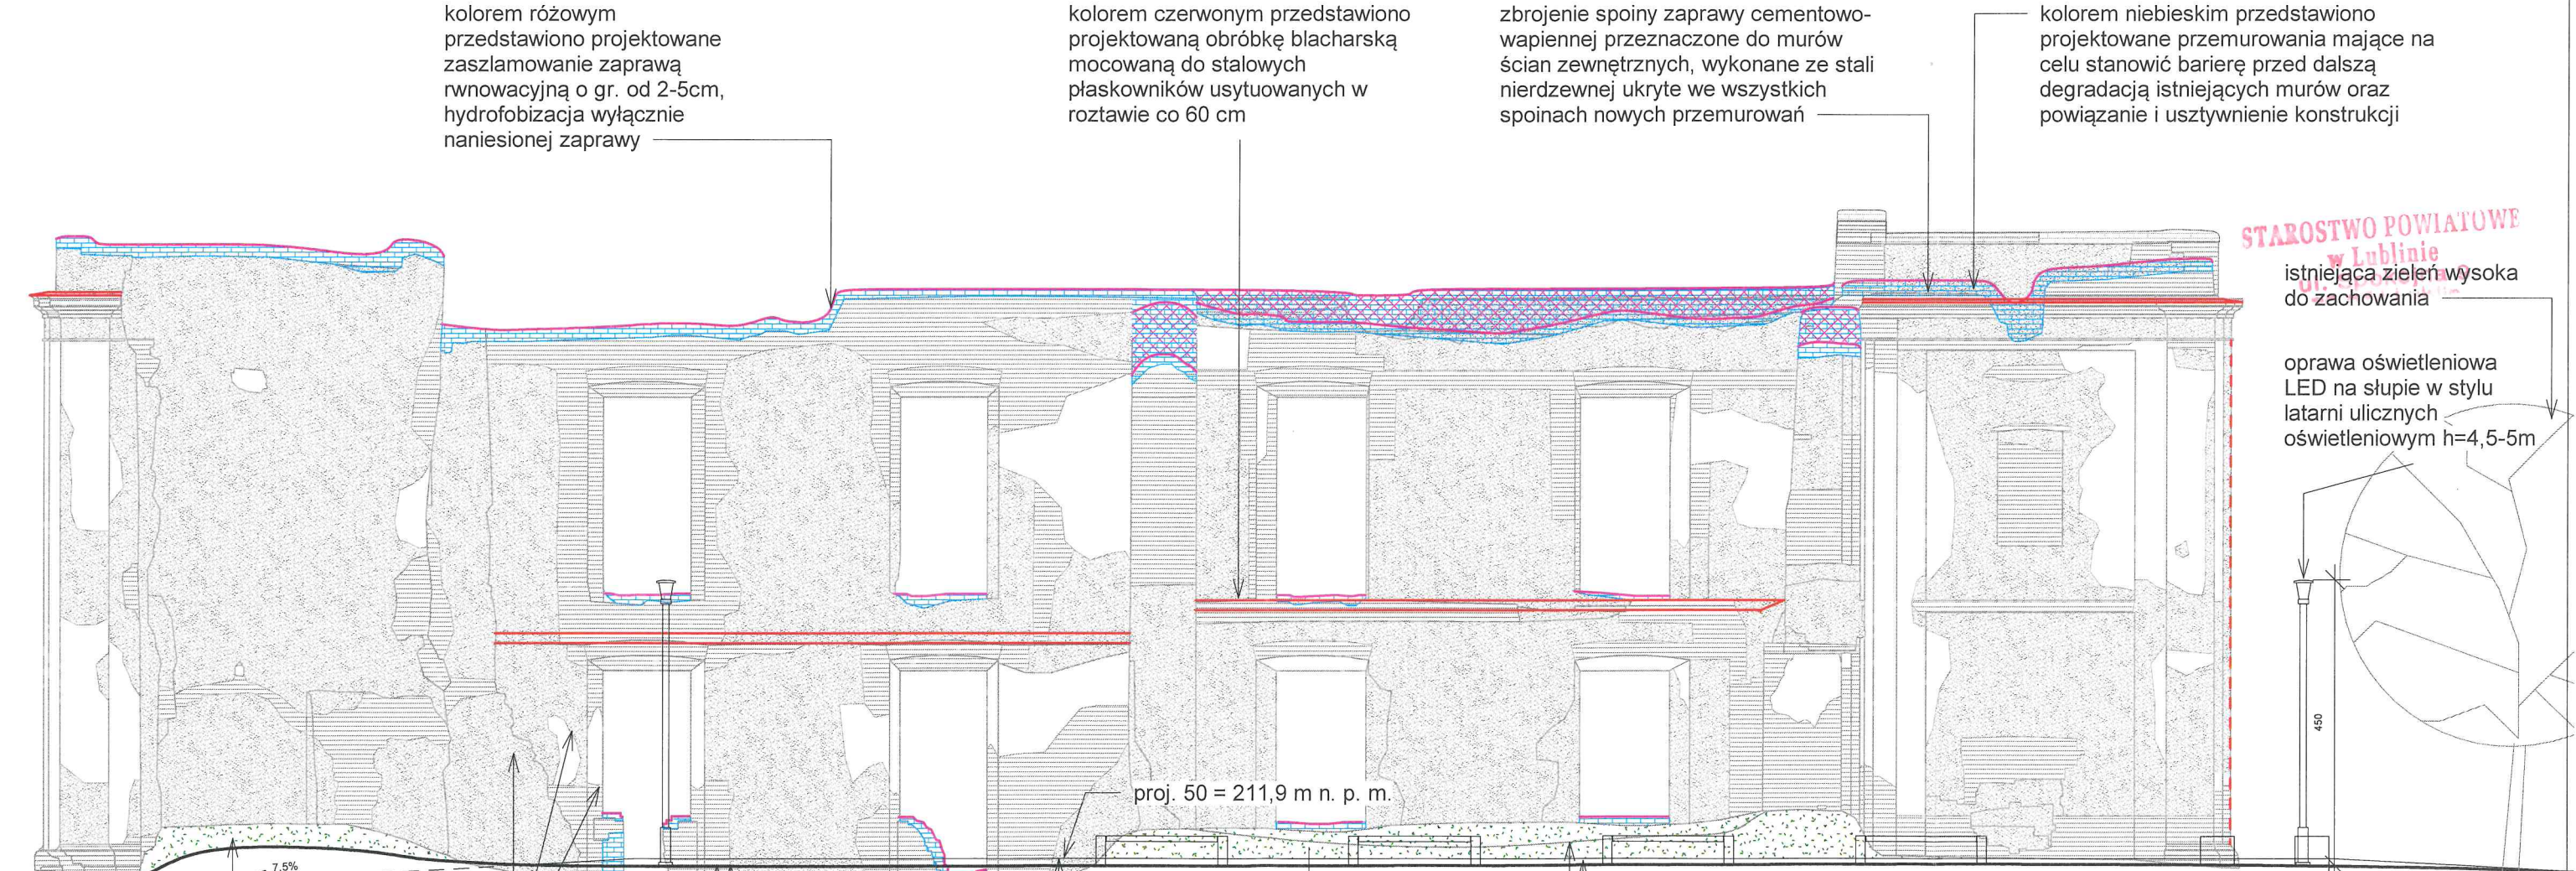 kolorem różowym
przedstawiono projektowane
zaszlamowanie zaprawą
rwnowacyjną o gr. od 2-5cm,
hydrofobizacja wyłącznie
naniesionej zaprawy
kolorem czerwonym przedstawiono
projektowaną obróbkę blacharską
mocowaną do stalowych
płaskowników usytuowanych w
roztawie co 60 cm
zbrojenie spoiny zaprawy cementowo-
wapiennej przeznaczone do murów
ścian zewnętrznych, wykonane ze stali
nierdzewnej ukryte we wszystkich
spoinach nowych przemurowań
kolorem niebieskim przedstawiono
projektowane przemurowania mające na
celu stanowić barierę przed dalszą
degradacją istniejących murów oraz
powiązanie i usztywnienie konstrukcji
STAROSTWO POWIATOWE
w Lublinie
ul.
istniejąca zieleń wysoka
do zachowania
oprawa oświetleniowa
LED na słupie w stylu
latarni ulicznych
oświetleniowym h=4,5-5m
450
proj. 50 = 211,9 m n. p. m.
7.5%